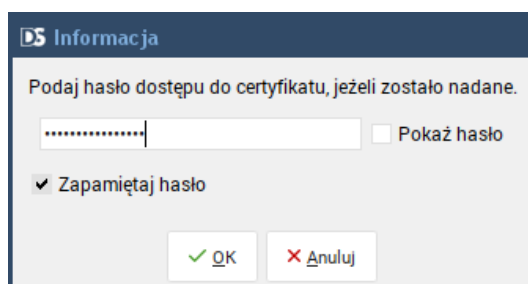 DS Informacja
Podaj hasło dostępu do certyfikatu, jeżeli zostało nadane.
•••••••••••••••• Pokaż hasło
Zapamiętaj hasło
OK Anuluj